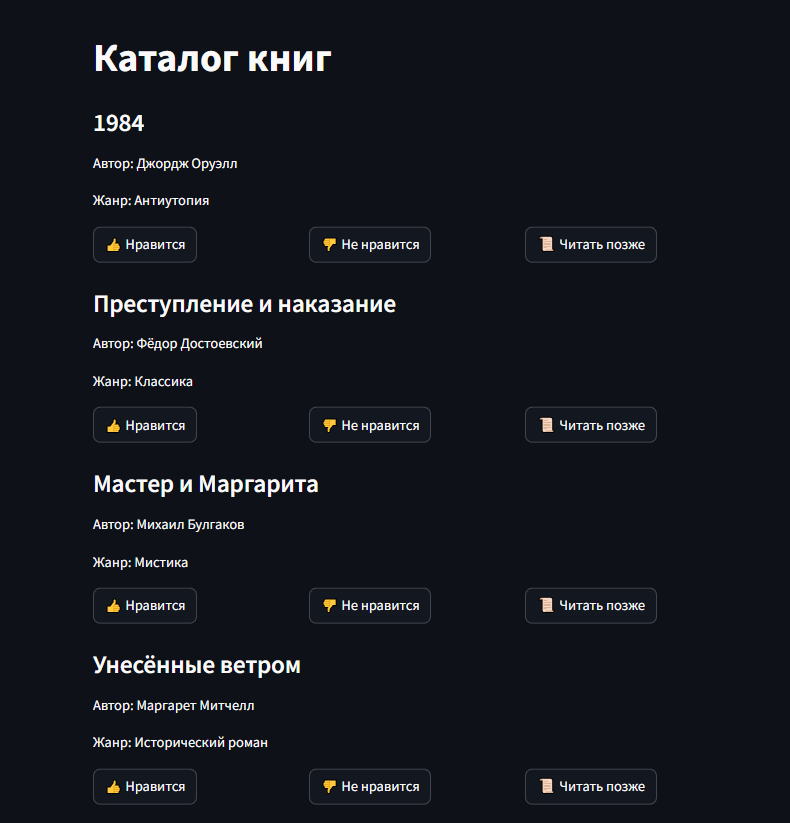 Каталог книг
1984
Автор: Джордж Оруэлл
Жанр: Антиутопия
👍 Нравится 👎 Не нравится 📜 Читать позже
Преступление и наказание
Автор: Фёдор Достоевский
Жанр: Классика
👍 Нравится 👎 Не нравится 📜 Читать позже
Мастер и Маргарита
Автор: Михаил Булгаков
Жанр: Мистика
👍 Нравится 👎 Не нравится 📜 Читать позже
Унесённые ветром
Автор: Маргарет Митчелл
Жанр: Исторический роман
👍 Нравится 👎 Не нравится 📜 Читать позже